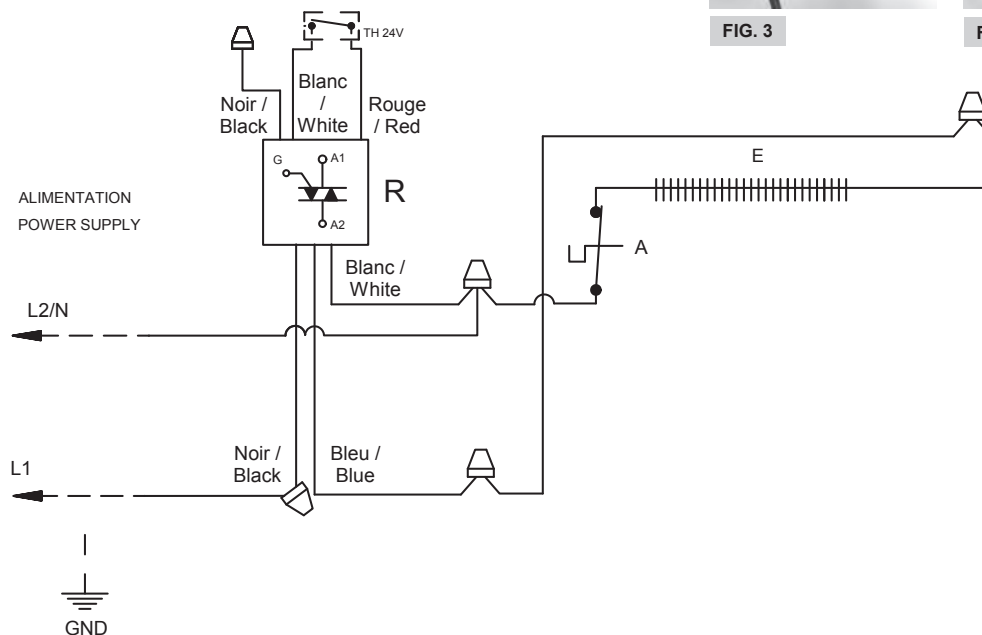 FIG. 3
F
TH 24V
Noir /
Black
Blanc
/
White
Rouge
/ Red
G
A1
A2
R
ALIMENTATION
POWER SUPPLY
E
A
Blanc /
White
L2/N
Noir /
Black
Bleu /
Blue
L1
GND